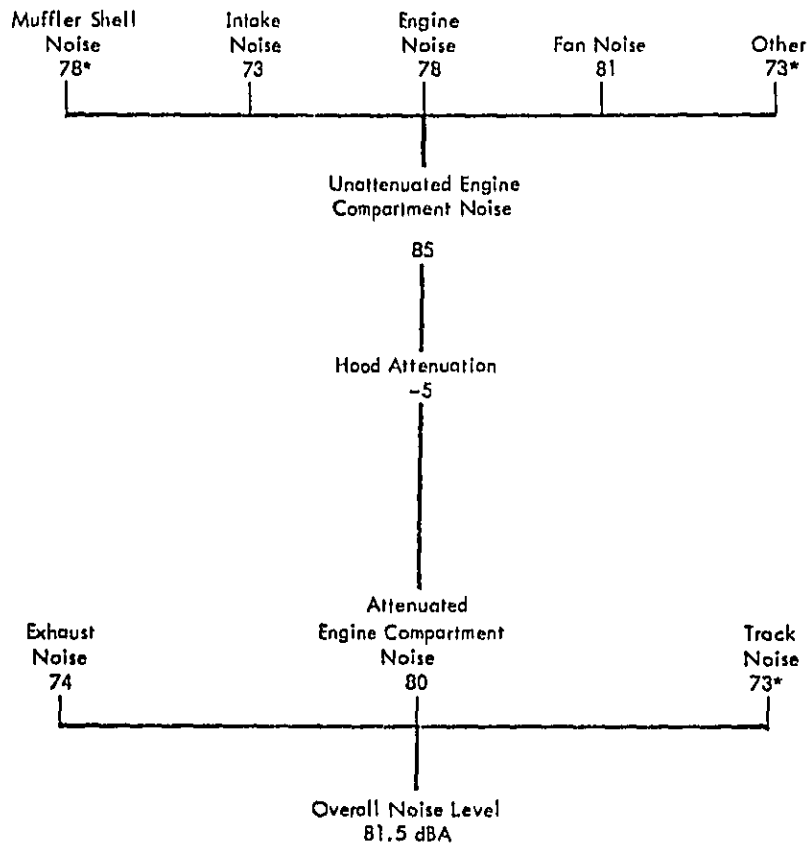 Muffler Shell Noise 78*
Intake Noise 73
Engine Noise 78
Fan Noise 81
Other 73*
Unattenuated Engine
Compartment Noise
85
Hood Attenuation
-5
Exhaust Noise 74
Attenuated
Engine Compartment
Noise
80
Track Noise 73*
Overall Noise Level
81.5 dBA